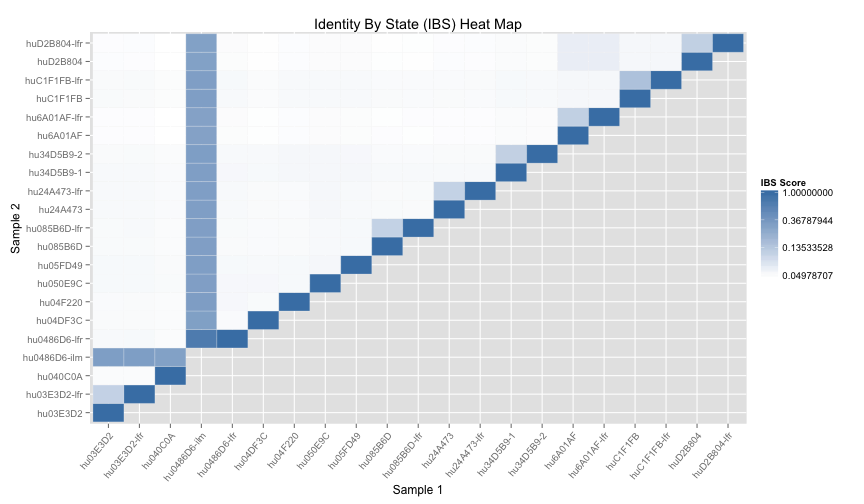 Identity By State (IBS) Heat Map
Sample 2
huD2B804-lfr
huD2B804
huC1F1FB-lfr
huC1F1FB
hu6A01AF-lfr
hu6A01AF
hu34D5B9-2
hu34D5B9-1
hu24A473-lfr
hu24A473
hu085B6D-lfr
hu085B6D
hu05FD49
hu050E9C
hu04F220
hu04DF3C
hu0486D6-lfr
hu0486D6-ilm
hu040C0A
hu03E3D2-lfr
hu03E3D2
IBS Score
1.00000000
0.36787944
0.13533528
0.04978707
hu03E3D2
hu03E3D2-lfr
hu040C0A
hu0486D6-ilm
hu0486D6-lfr
hu04DF3C
hu04F220
hu050E9C
hu05FD49
hu085B6D
hu085B6D-lfr
hu24A473
hu24A473-lfr
hu34D5B9-1
hu34D5B9-2
hu6A01AF
hu6A01AF-lfr
huC1F1FB
huC1F1FB-lfr
huD2B804
huD2B804-lfr
Sample 1